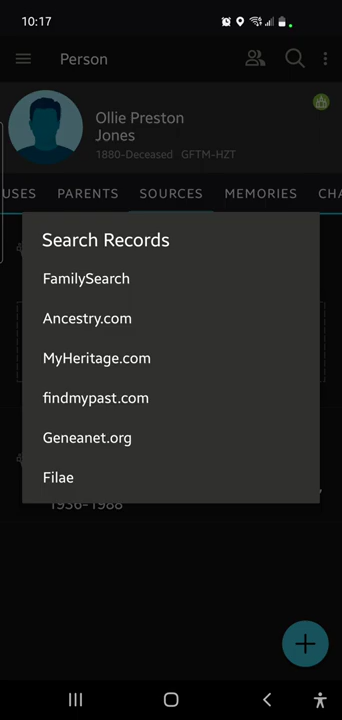 10:17
Person
Ollie Preston
Jones
1880-Deceased GFTM-HZT
USES PARENTS SOURCES MEMORIES CHA
Search Records
FamilySearch
Ancestry.com
MyHeritage.com
findmypast.com
Geneanet.org
Filae
1936-1988